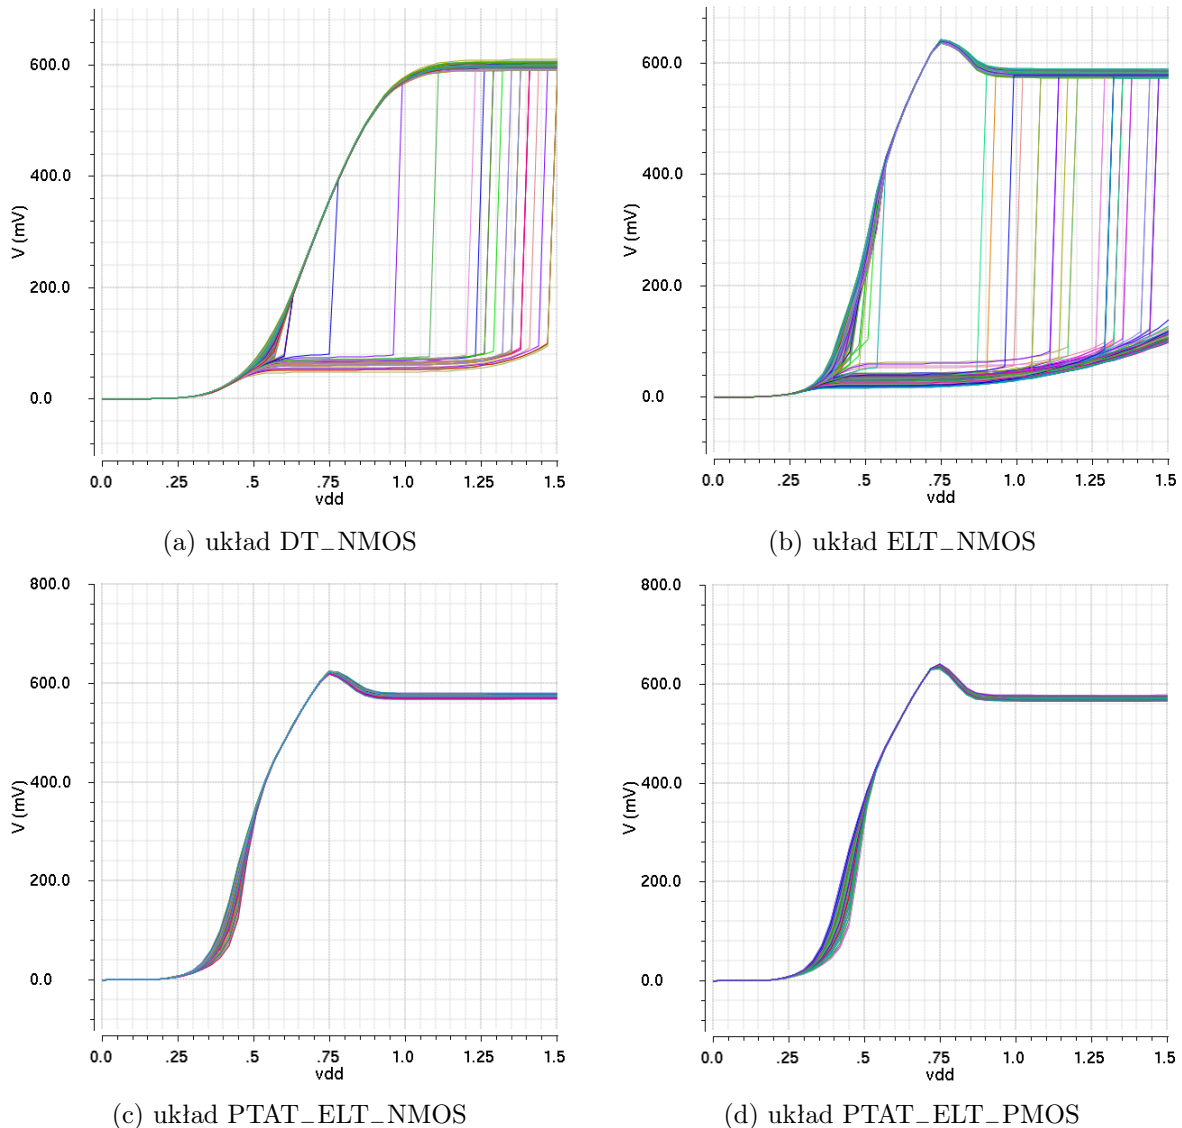 600.0
400.0
200.0
0.0
V (mV)
0.0 .25 .5 .75 1.0 1.25 1.5
vdd
(a) układ DT_NMOS
600.0
400.0
200.0
0.0
V (mV)
0.0 .25 .5 .75 1.0 1.25 1.5
vdd
(b) układ ELT_NMOS
800.0
600.0
400.0
200.0
0.0
V (mV)
0.0 .25 .5 .75 1.0 1.25 1.5
vdd
(c) układ PTAT_ELT_NMOS
800.0
600.0
400.0
200.0
0.0
V (mV)
0.0 .25 .5 .75 1.0 1.25 1.5
vdd
(d) układ PTAT_ELT_PMOS